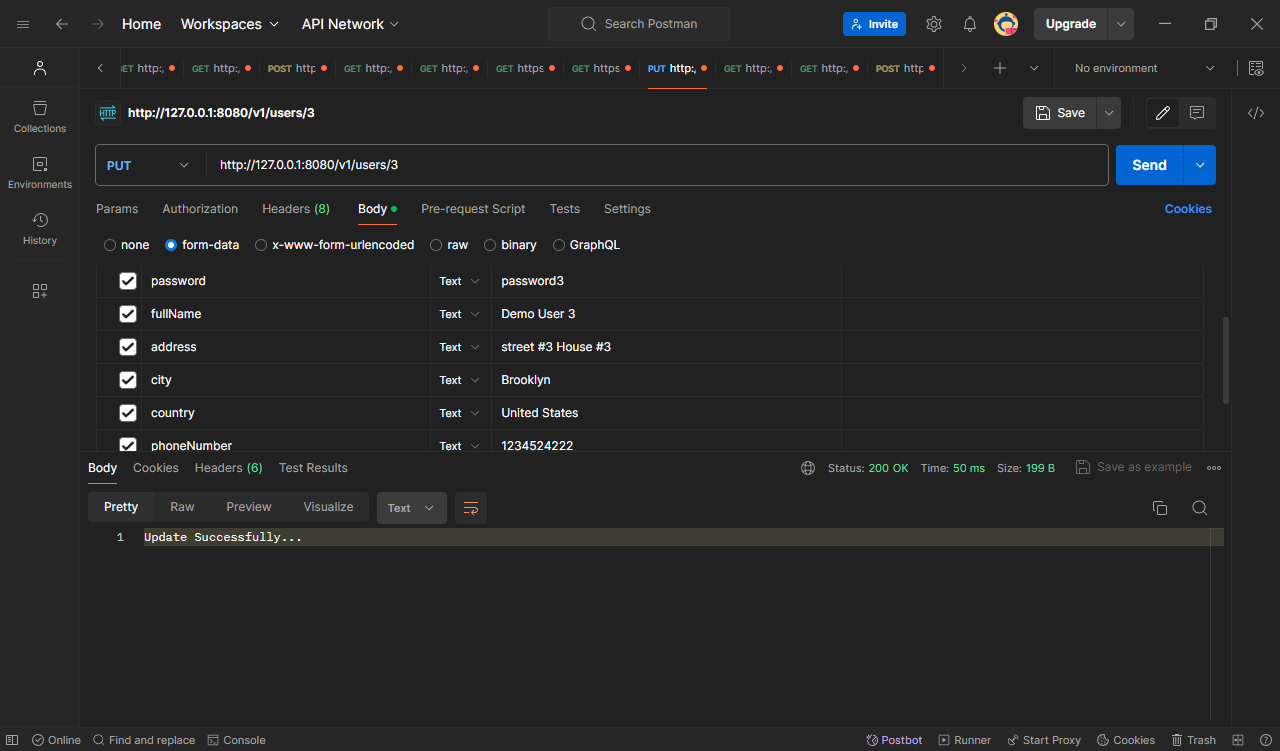 Home Workspaces API Network Search Postman Invite Upgrade
ET http:, GET http:, POST http GET http:, GET http:, GET https GET https PUT http:, GET http:, GET http:, POST http No environment
HTTP http://127.0.0.1:8080/v1/users/3 Save
Collections
Environments
History
PUT http://127.0.0.1:8080/v1/users/3 Send
Params Authorization Headers (8) Body Pre-request Script Tests Settings Cookies
none form-data x-www-form-urlencoded raw binary GraphQL
password Text password3
fullName Text Demo User 3
address Text street #3 House #3
city Text Brooklyn
country Text United States
phoneNumber Text 1234524222
Body Cookies Headers (6) Test Results Status: 200 OK Time: 50 ms Size: 199 B Save as example
Pretty Raw Preview Visualize Text
1 Update Successfully...
Online Find and replace Console Postbot Runner Start Proxy Cookies Trash